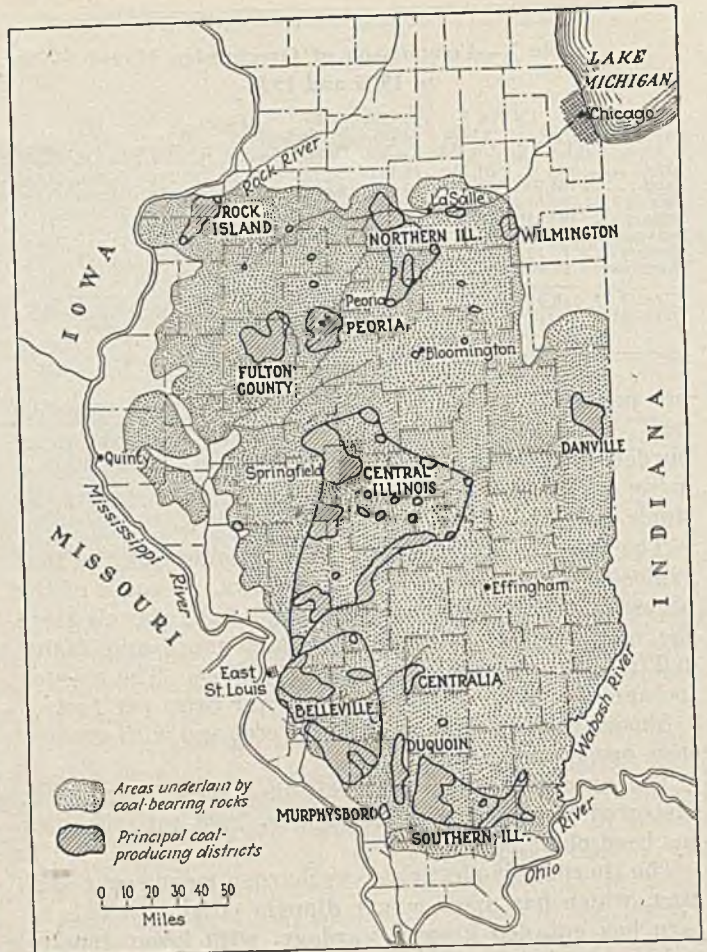 LAKE
MICHIGAN
Chicago
Rock River
ROCK
ISLAND
LaSalle
NORTHERN ILL.
WILMINGTON
IOWA
Peoria
PEORIA
Bloomington
FULTON
COUNTY
DANVILLE
INDIANA
Quincy
Springfield
CENTRAL
ILLINOIS
Mississippi
River
MISSOURI
Effingham
East
St. Louis
CENTRALIA
BELLEVILLE
Wabash River
DUQUOIN
Areas underlain by
coal-bearing rocks
MURPHYSBORO
SOUTHERN, ILL.
Ohio River
Principal coal-
producing districts
0 10 20 30 40 50
Miles